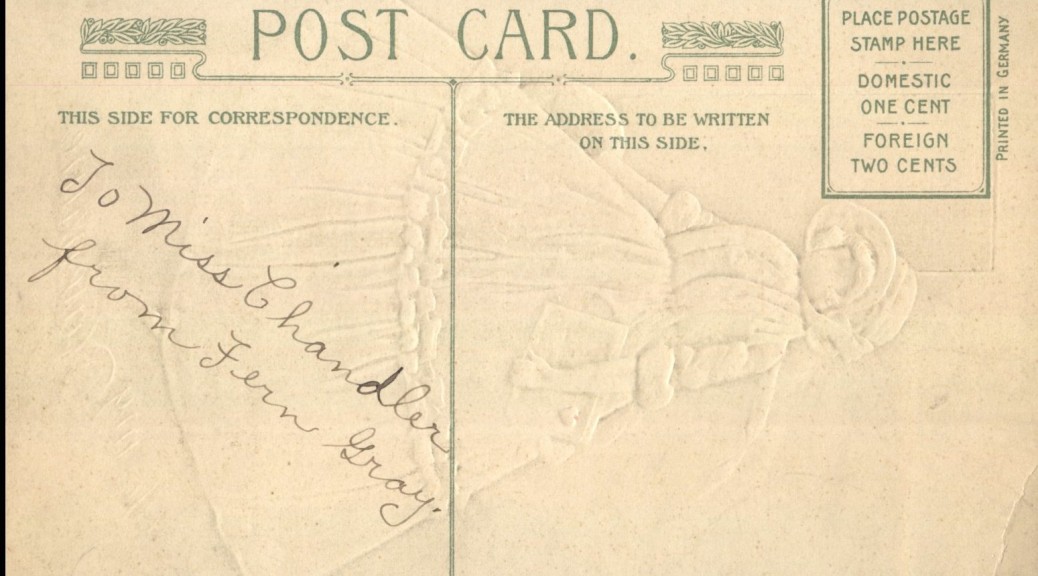 POST CARD.
THIS SIDE FOR CORRESPONDENCE.
THE ADDRESS TO BE WRITTEN
ON THIS SIDE.
PLACE POSTAGE
STAMP HERE
DOMESTIC
ONE CENT
FOREIGN
TWO CENTS
PRINTED IN GERMANY
To Miss Chandler
from Fern Gray.